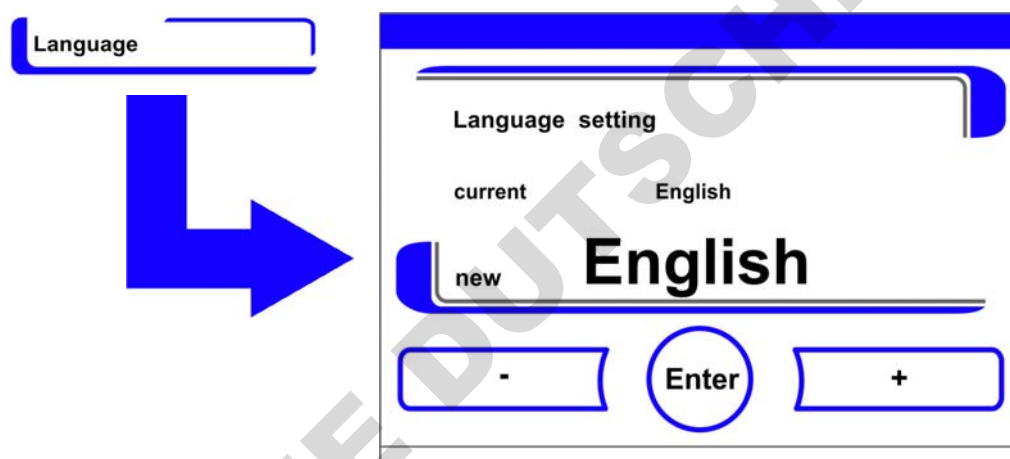 Language
Language setting
current English
new English
- Enter +